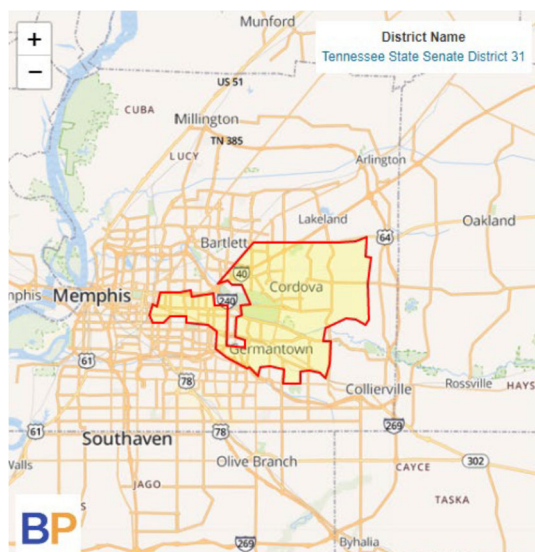 +
−
District Name
Tennessee State Senate District 31
Munford
US 51
CUBA
Millington
TN 385
LUCY
Arlington
Lakeland
Oakland
Bartlett
64
40
Cordova
Memphis
240
Germantown
61
78
Collierville
Rossville
HAYS
269
61
Southaven
78
Olive Branch
302
Walls
CAYCE
JAGO
TASKA
BP
269
Byhalia